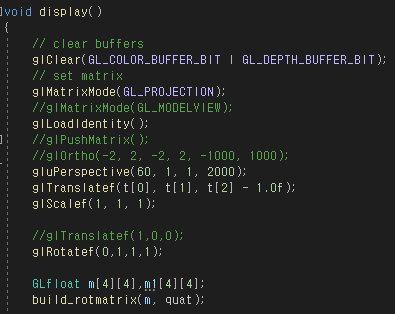 void display()
{
// clear buffers
glClear(GL_COLOR_BUFFER_BIT | GL_DEPTH_BUFFER_BIT);
// set matrix
glMatrixMode(GL_PROJECTION);
//glMatrixMode(GL_MODELVIEW);
glLoadIdentity();
//glPushMatrix();
//glOrtho(-2, 2, -2, 2, -1000, 1000);
gluPerspective(60, 1, 1, 2000);
glTranslatef(t[0], t[1], t[2] - 1.0f);
glScalef(1, 1, 1);
//glTranslatef(1,0,0);
glRotatef(0,1,1,1);
GLfloat m[4][4],m1[4][4];
build_rotmatrix(m, quat);